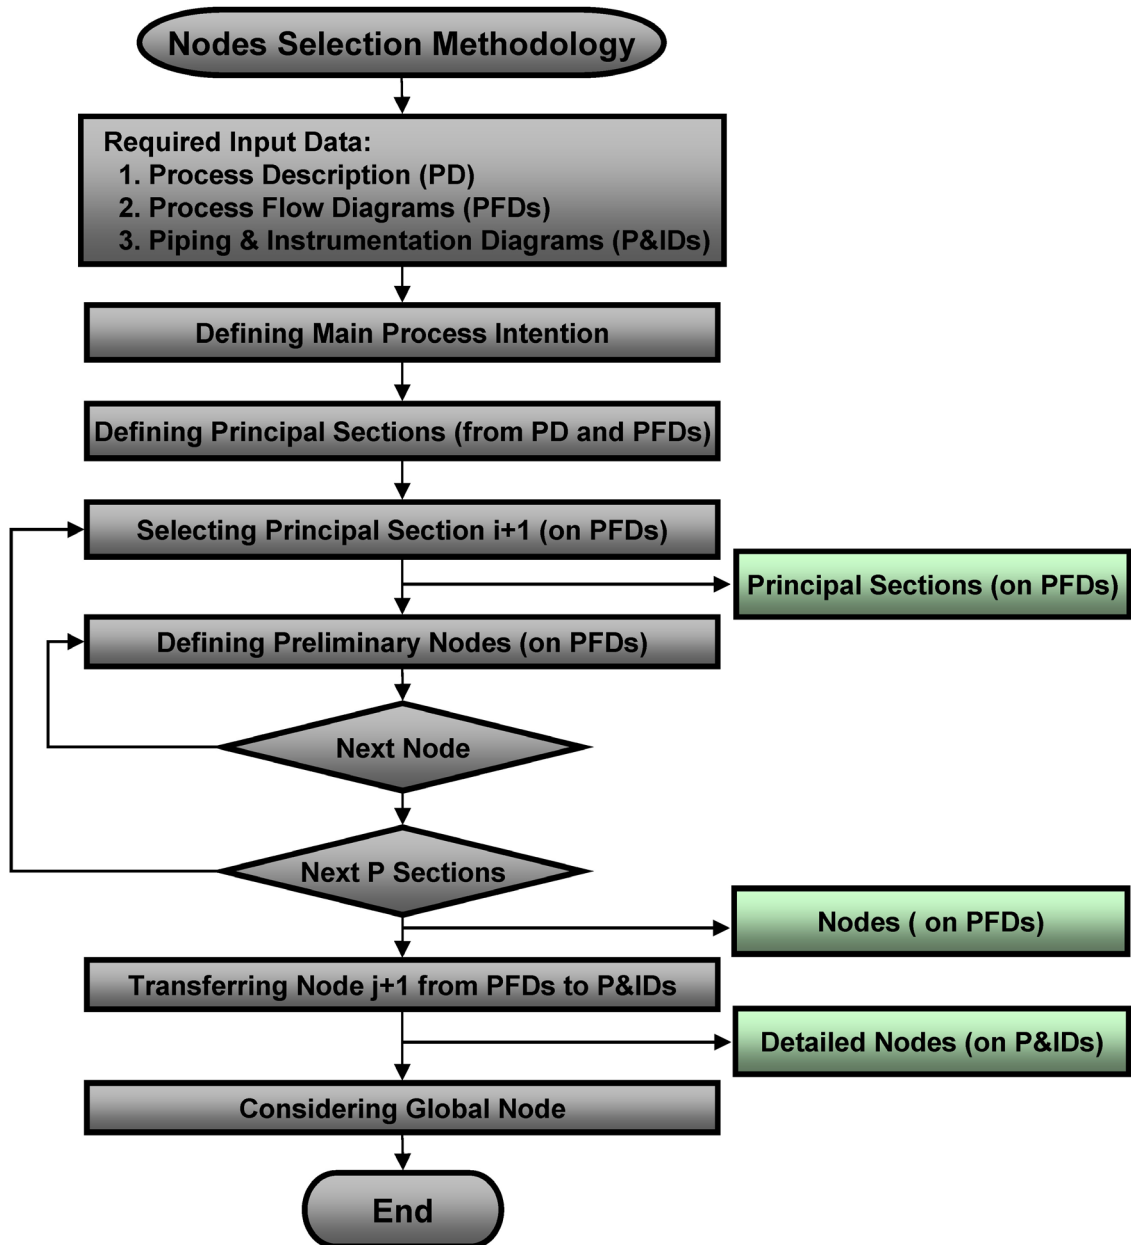 Nodes Selection Methodology
Required Input Data:
1. Process Description (PD)
2. Process Flow Diagrams (PFDs)
3. Piping & Instrumentation Diagrams (P&IDs)
Defining Main Process Intention
Defining Principal Sections (from PD and PFDs)
Selecting Principal Section i+1 (on PFDs)
Principal Sections (on PFDs)
Defining Preliminary Nodes (on PFDs)
Next Node
Next P Sections
Nodes ( on PFDs)
Transferring Node j+1 from PFDs to P&IDs
Detailed Nodes (on P&IDs)
Considering Global Node
End